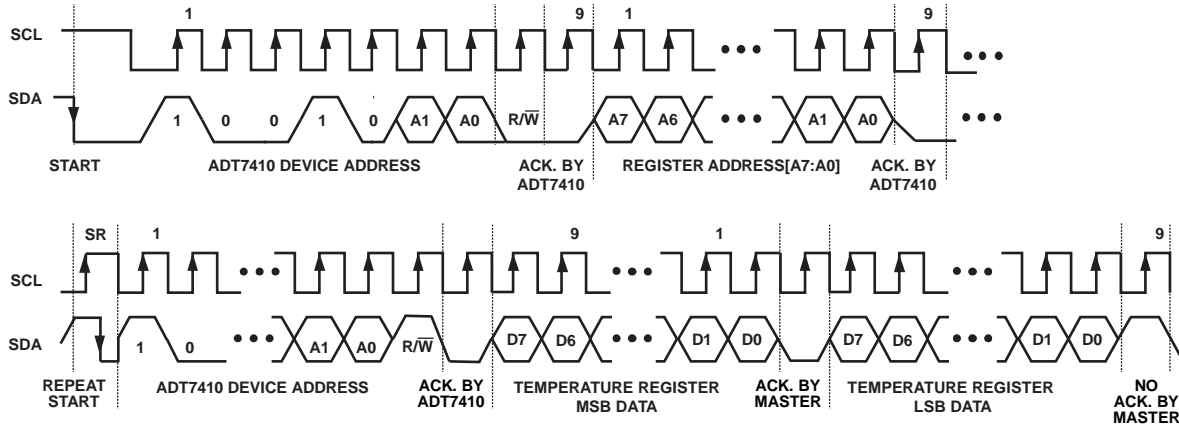 1 9 1 9
SCL
SDA
1 0 0 1 0 A1 A0 R/W̅ A7 A6 A1 A0
START ADT7410 DEVICE ADDRESS ACK. BY ADT7410 REGISTER ADDRESS[A7:A0] ACK. BY ADT7410
SR 1 9 1 9
SCL
SDA
1 0 A1 A0 R/W̅ D7 D6 D1 D0 D7 D6 D1 D0
REPEAT START ADT7410 DEVICE ADDRESS ACK. BY ADT7410 TEMPERATURE REGISTER MSB DATA ACK. BY MASTER TEMPERATURE REGISTER LSB DATA NO ACK. BY MASTER